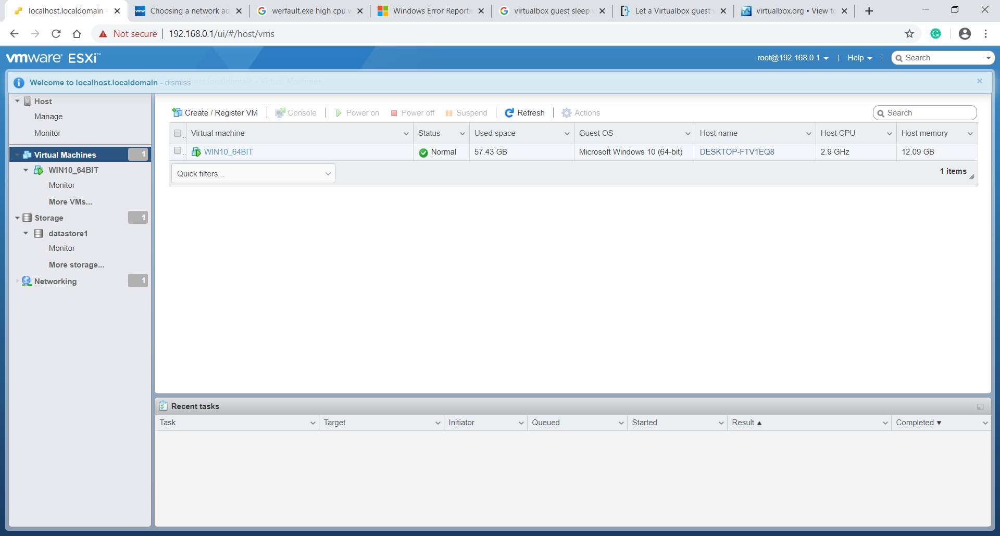 localhost.localdomain -
Choosing a network ad
werfault.exe high cpu w
Windows Error Reportin
virtualbox guest sleep
Let a Virtualbox guest
virtualbox.org • View to
Not secure
192.168.0.1/ui/#/host/vms
vmware® ESXi™
root@192.168.0.1
Help
Search
Welcome to localhost.localdomain - dismiss
localhost.localdomain - Virtual Machines
Host
Manage
Monitor
Virtual Machines 1
WIN10_64BIT
Monitor
More VMs...
Storage 1
datastore1
Monitor
More storage...
Networking 1
Create / Register VM
Console
Power on
Power off
Suspend
Refresh
Actions
Search
Virtual machine Status Used space Guest OS Host name Host CPU Host memory
WIN10_64BIT Normal 57.43 GB Microsoft Windows 10 (64-bit) DESKTOP-FTV1EQ8 2.9 GHz 12.09 GB
Quick filters...
1 items
Recent tasks
Task Target Initiator Queued Started Result ▲ Completed ▼